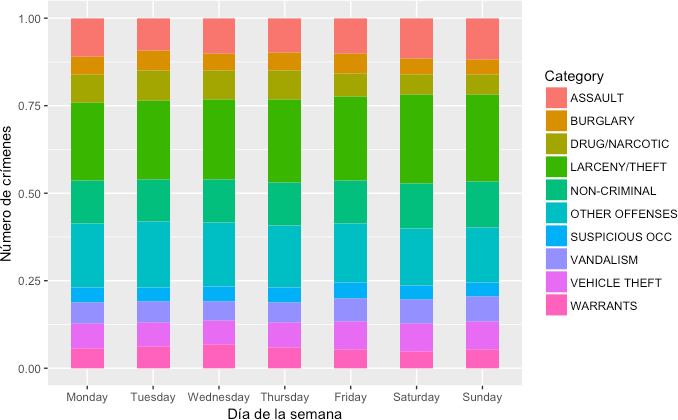 Número de crímenes
1.00
0.75
0.50
0.25
0.00
Monday Tuesday Wednesday Thursday Friday Saturday Sunday
Día de la semana
Category
ASSAULT
BURGLARY
DRUG/NARCOTIC
LARCENY/THEFT
NON-CRIMINAL
OTHER OFFENSES
SUSPICIOUS OCC
VANDALISM
VEHICLE THEFT
WARRANTS